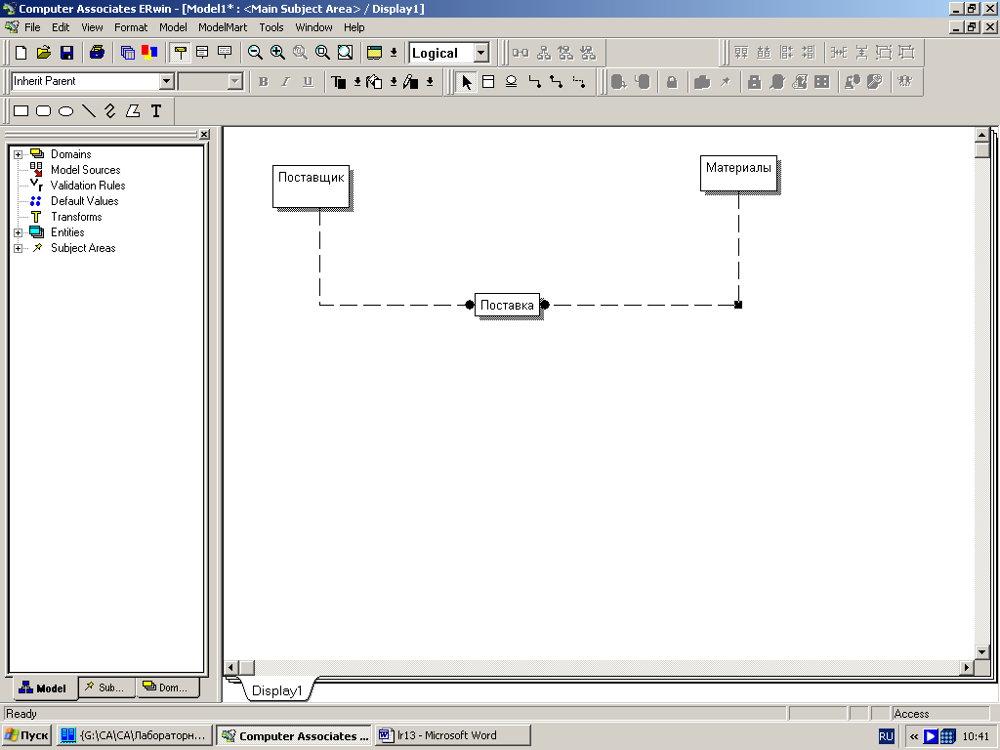 Computer Associates ERwin - [Model1* : <Main Subject Area> / Display1]
File Edit View Format Model ModelMart Tools Window Help
Logical
Inherit Parent
B I U
T
Domains
Model Sources
Validation Rules
Default Values
Transforms
Entities
Subject Areas
Поставщик
Материалы
Поставка
Model Sub... Dom...
Display1
Ready
Access
Пуск
{G:\CA\CA\Лабораторн...
Computer Associates ...
lr13 - Microsoft Word
RU
«
10:41